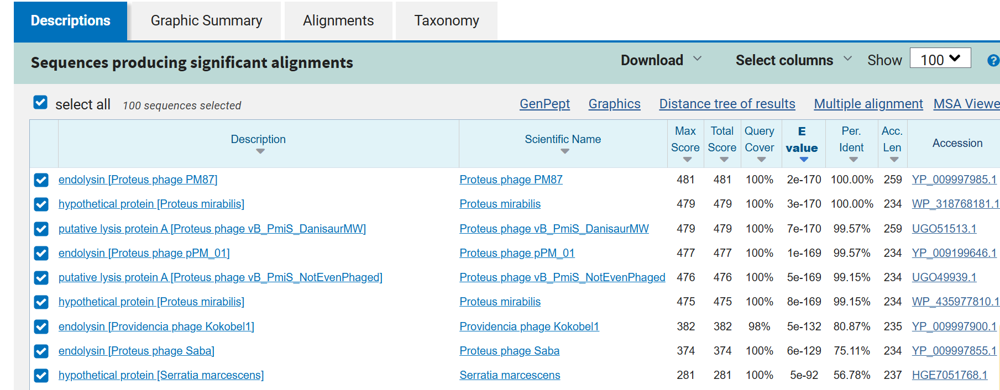 Descriptions Graphic Summary Alignments Taxonomy
Sequences producing significant alignments Download Select columns Show 100 ?
select all 100 sequences selected GenPept Graphics Distance tree of results Multiple alignment MSA Viewe
Description Scientific Name Max Score Total Score Query Cover E value Per. Ident Acc. Len Accession
endolysin [Proteus phage PM87] Proteus phage PM87 481 481 100% 2e-170 100.00% 259 YP_009997985.1
hypothetical protein [Proteus mirabilis] Proteus mirabilis 479 479 100% 3e-170 100.00% 234 WP_318768181.1
putative lysis protein A [Proteus phage vB_PmiS_DanisaurMW] Proteus phage vB_PmiS_DanisaurMW 479 479 100% 7e-170 99.57% 259 UGO51513.1
endolysin [Proteus phage pPM_01] Proteus phage pPM_01 477 477 100% 1e-169 99.57% 234 YP_009199646.1
putative lysis protein A [Proteus phage vB_PmiS_NotEvenPhaged] Proteus phage vB_PmiS_NotEvenPhaged 476 476 100% 5e-169 99.15% 234 UGO49939.1
hypothetical protein [Proteus mirabilis] Proteus mirabilis 475 475 100% 8e-169 99.15% 234 WP_435977810.1
endolysin [Providencia phage Kokobel1] Providencia phage Kokobel1 382 382 98% 5e-132 80.87% 235 YP_009997900.1
endolysin [Proteus phage Saba] Proteus phage Saba 374 374 100% 6e-129 75.11% 234 YP_009997855.1
hypothetical protein [Serratia marcescens] Serratia marcescens 281 281 100% 5e-92 56.78% 237 HGE7051768.1